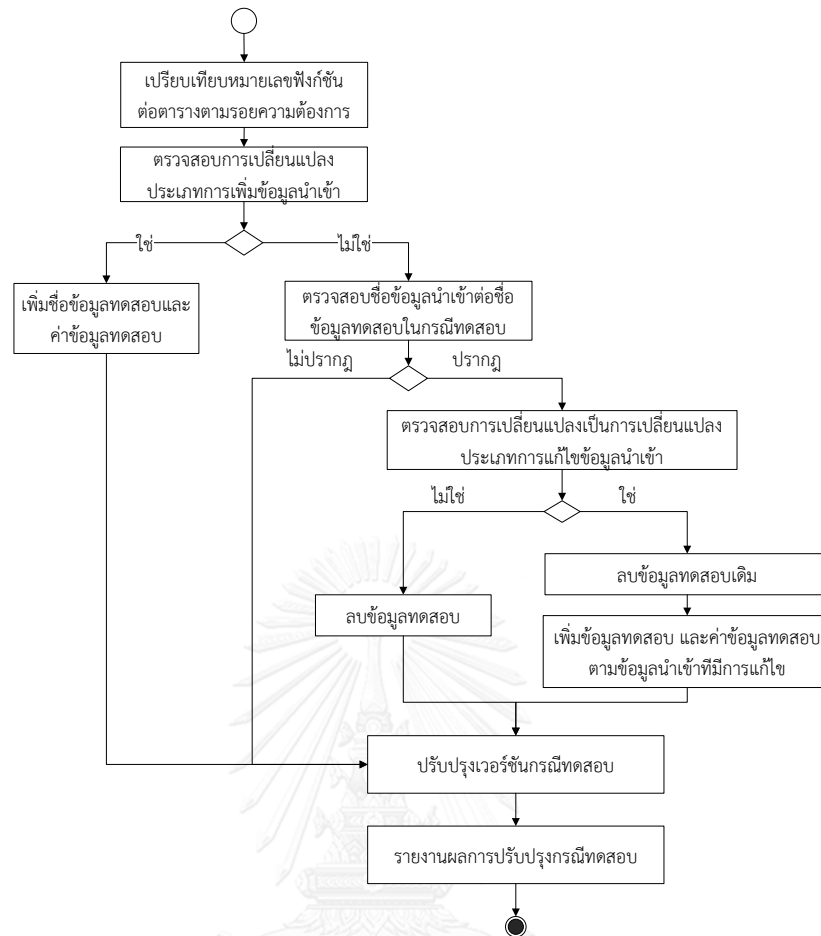 เปรียบเทียบหมายเลขฟังก์ชัน
ต่อตารางตามรอยความต้องการ
ตรวจสอบการเปลี่ยนแปลง
ประเภทการเพิ่มข้อมูลนำเข้า
ใช่
ไม่ใช่
เพิ่มชื่อข้อมูลทดสอบและ
ค่าข้อมูลทดสอบ
ตรวจสอบชื่อข้อมูลนำเข้าต่อชื่อ
ข้อมูลทดสอบในกรณีทดสอบ
ไม่ปรากฎ
ปรากฎ
ตรวจสอบการเปลี่ยนแปลงเป็นการเปลี่ยนแปลง
ประเภทการแก้ไขข้อมูลนำเข้า
ไม่ใช่
ใช่
ลบข้อมูลทดสอบเดิม
ลบข้อมูลทดสอบ
เพิ่มข้อมูลทดสอบ และค่าข้อมูลทดสอบ
ตามข้อมูลนำเข้าที่มีการแก้ไข
ปรับปรุงเวอร์ชันกรณีทดสอบ
รายงานผลการปรับปรุงกรณีทดสอบ